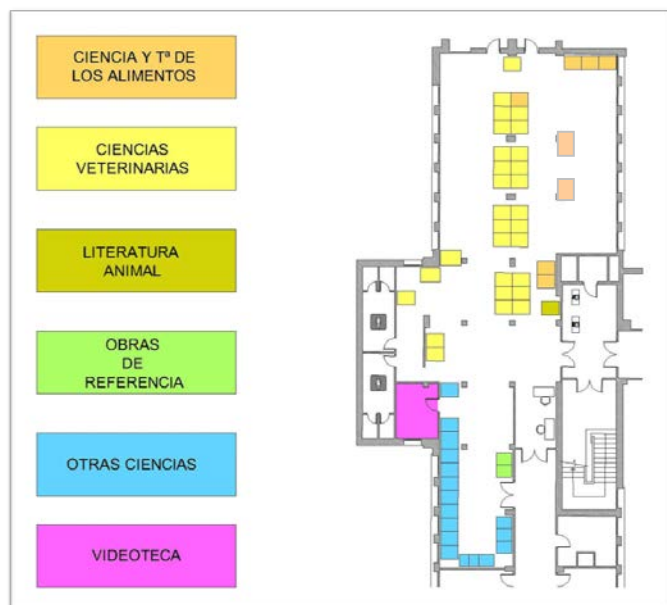 CIENCIA Y Tª DE
LOS ALIMENTOS
CIENCIAS
VETERINARIAS
LITERATURA
ANIMAL
OBRAS
DE
REFERENCIA
OTRAS CIENCIAS
VIDEOTECA